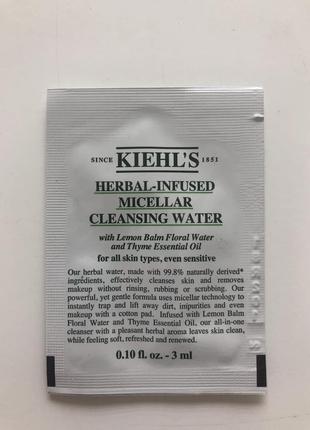 SINCE KIEHL'S 1851
HERBAL-INFUSED
MICELLAR
CLEANSING WATER
with Lemon Balm Floral Water
and Thyme Essential Oil
for all skin types, even sensitive
Our herbal water, made with 99.8% naturally derived*
ingredients, effectively cleanses skin and removes
makeup without rinsing, rubbing or scrubbing. Our
powerful, yet gentle formula uses micellar technology to
instantly trap and lift away dirt, impurities and even
makeup with a cotton pad. Infused with Lemon Balm
Floral Water and Thyme Essential Oil, our all-in-one
cleanser with a pleasant herbal aroma leaves skin clean,
while feeling soft, refreshed and renewed.
0.10 fl. oz. - 3 ml